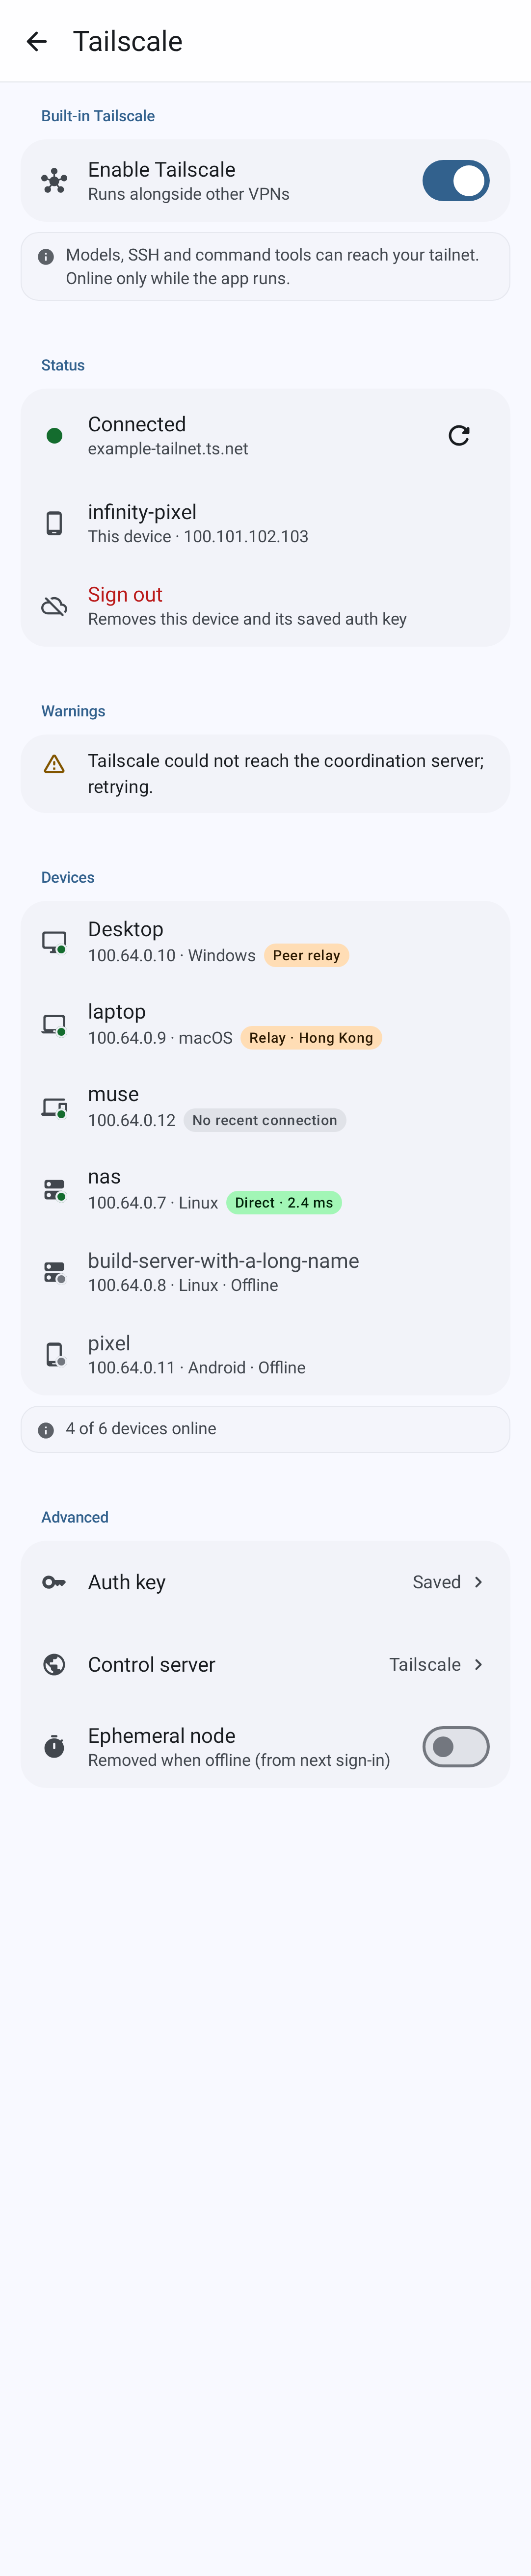 Tailscale
Built-in Tailscale
Enable Tailscale
Runs alongside other VPNs
Models, SSH and command tools can reach your tailnet.
Online only while the app runs.
Status
Connected
example-tailnet.ts.net
infinity-pixel
This device · 100.101.102.103
Sign out
Removes this device and its saved auth key
Warnings
Tailscale could not reach the coordination server;
retrying.
Devices
Desktop
100.64.0.10 · Windows Peer relay
laptop
100.64.0.9 · macOS Relay · Hong Kong
muse
100.64.0.12 No recent connection
nas
100.64.0.7 · Linux Direct · 2.4 ms
build-server-with-a-long-name
100.64.0.8 · Linux · Offline
pixel
100.64.0.11 · Android · Offline
4 of 6 devices online
Advanced
Auth key Saved
Control server Tailscale
Ephemeral node
Removed when offline (from next sign-in)